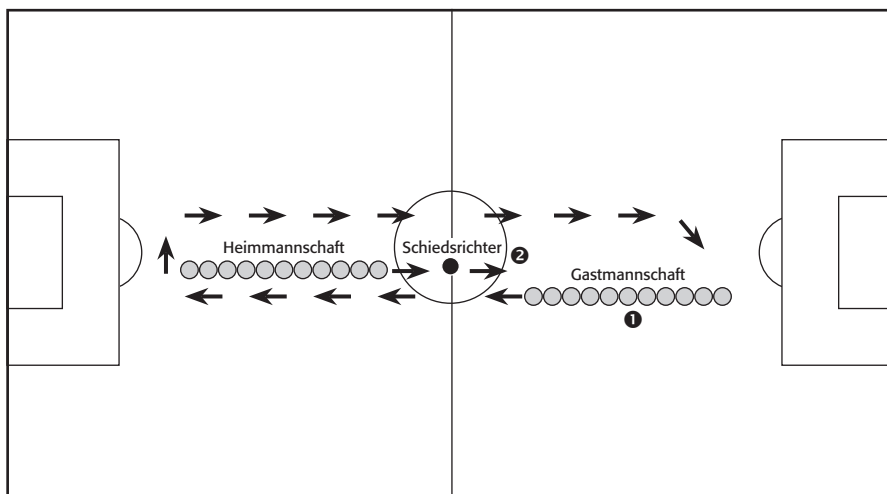 Heimmannschaft
Schiedsrichter
❷
Gastmannschaft
❶